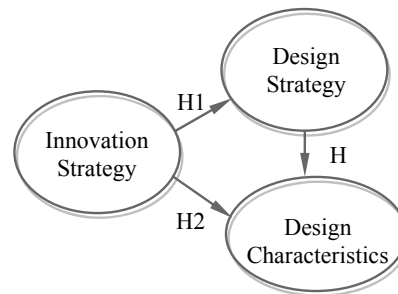 Design
Strategy
H1
Innovation
Strategy
H
H2
Design
Characteristics